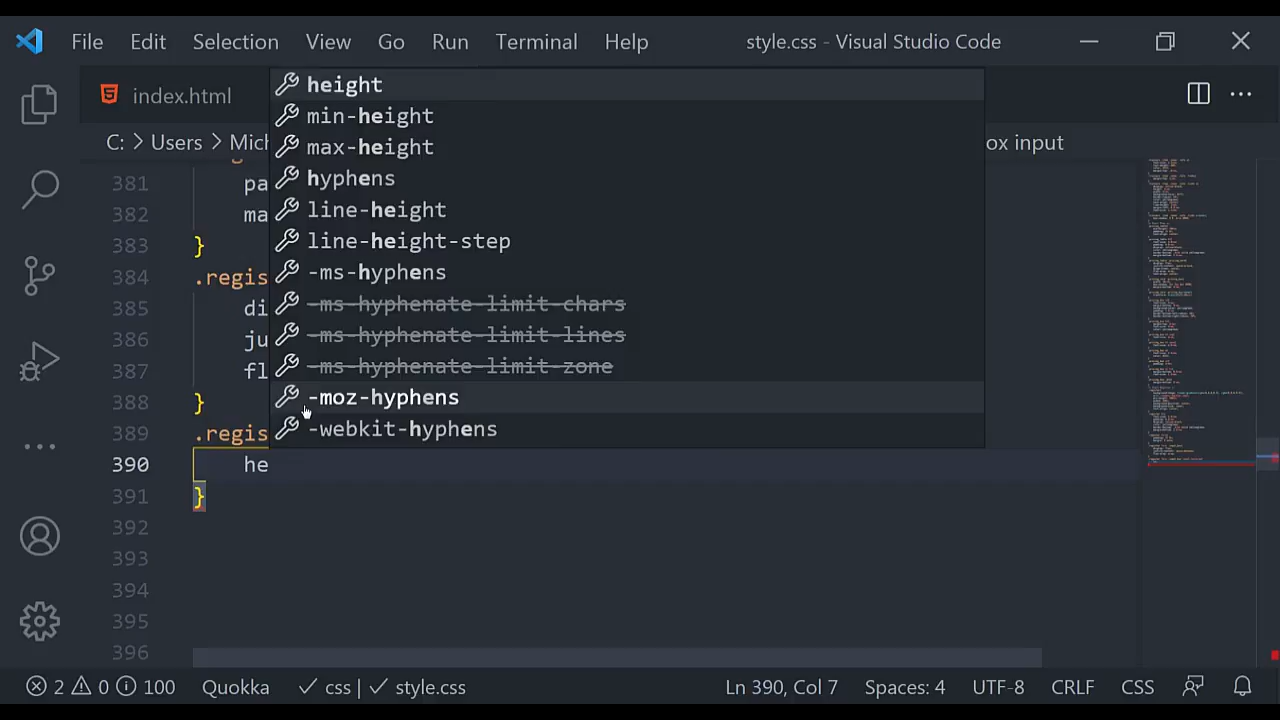 File Edit Selection View Go Run Terminal Help style.css - Visual Studio Code
index.html
C: > Users > Mich ox input
height
min-height
max-height
hyphens
line-height
line-height-step
-ms-hyphens
-ms-hyphenate-limit-chars
-ms-hyphenate-limit-lines
-ms-hyphenate-limit-zone
-moz-hyphens
-webkit-hyphens
381 pa
382 ma
383 }
384 .regis
385 di
386 ju
387 fl
388 }
389 .regis
390 he
391 }
392
393
394
395
396
2 0 100 Quokka css | style.css Ln 390, Col 7 Spaces: 4 UTF-8 CRLF CSS